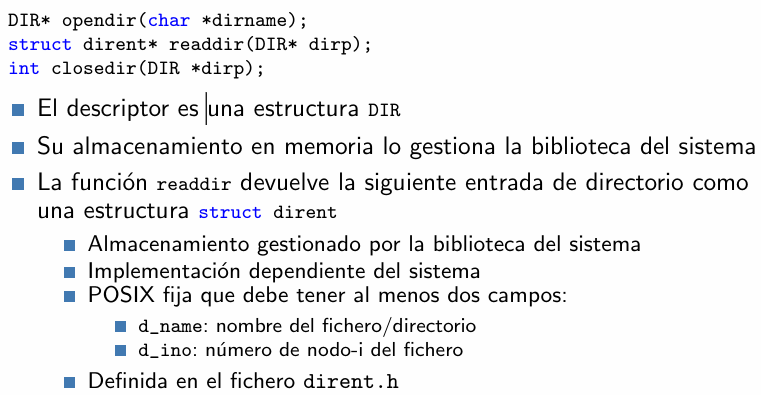 DIR* opendir(char *dirname);
struct dirent* readdir(DIR* dirp);
int closedir(DIR *dirp);
El descriptor es una estructura DIR
Su almacenamiento en memoria lo gestiona la biblioteca del sistema
La función readdir devuelve la siguiente entrada de directorio como
una estructura struct dirent
Almacenamiento gestionado por la biblioteca del sistema
Implementación dependiente del sistema
POSIX fija que debe tener al menos dos campos:
d_name: nombre del fichero/directorio
d_ino: número de nodo-i del fichero
Definida en el fichero dirent.h